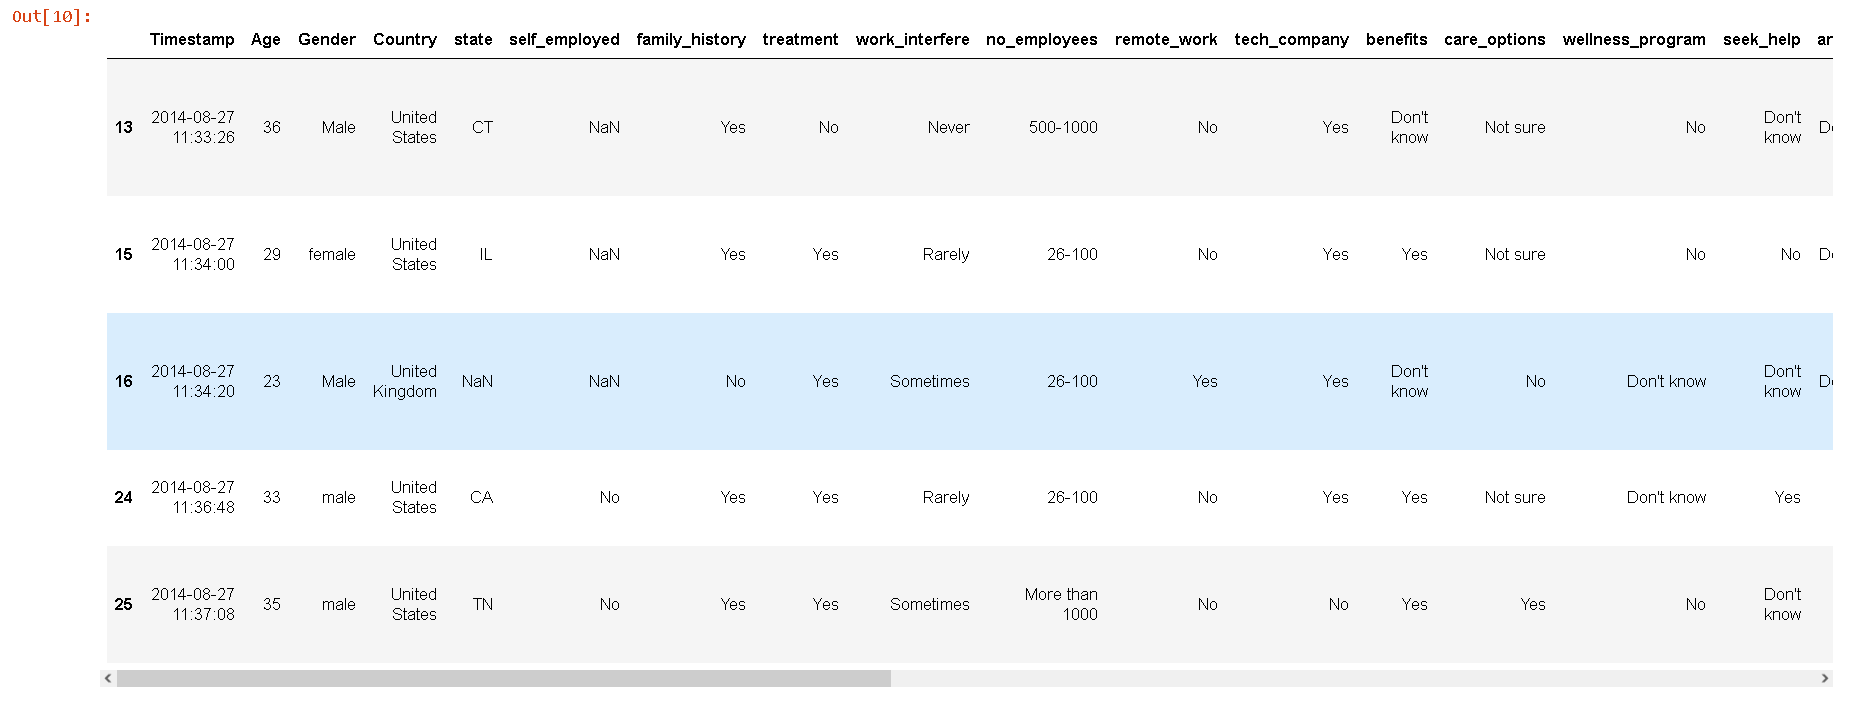 Out[10]:
Timestamp Age Gender Country state self_employed family_history treatment work_interfere no_employees remote_work tech_company benefits care_options wellness_program seek_help ar
13 2014-08-27 11:33:26 36 Male United States CT NaN Yes No Never 500-1000 No Yes Don't know Not sure No Don't know Do
15 2014-08-27 11:34:00 29 female United States IL NaN Yes Yes Rarely 26-100 No Yes Yes Not sure No No Do
16 2014-08-27 11:34:20 23 Male United Kingdom NaN NaN No Yes Sometimes 26-100 Yes Yes Don't know No Don't know Don't know Do
24 2014-08-27 11:36:48 33 male United States CA No Yes Yes Rarely 26-100 No Yes Yes Not sure Don't know Yes
25 2014-08-27 11:37:08 35 male United States TN No Yes Yes Sometimes More than 1000 No No Yes Yes No Don't know